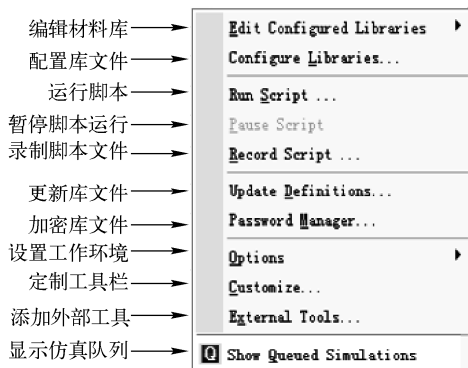 编辑材料库 Edit Configured Libraries
配置库文件 Configure Libraries...
运行脚本 Run Script ...
暂停脚本运行 Pause Script
录制脚本文件 Record Script ...
更新库文件 Update Definitions...
加密库文件 Password Manager...
设置工作环境 Options
定制工具栏 Customize...
添加外部工具 External Tools...
显示仿真队列 Q Show Queued Simulations